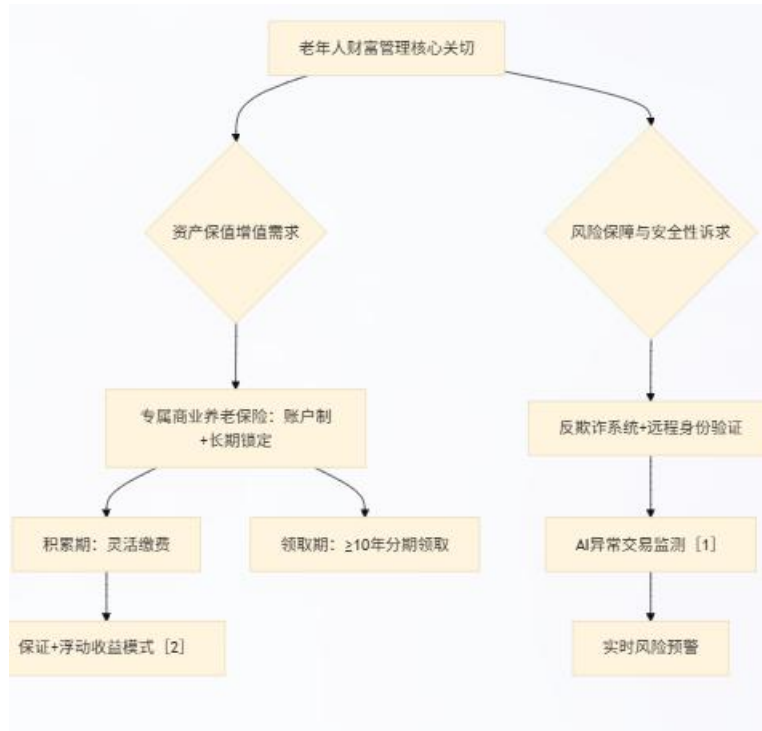 老年人财富管理核心关切
资产保值增值需求
风险保障与安全性诉求
专属商业养老保险：账户制
+长期锁定
反欺诈系统+远程身份验证
积累期：灵活缴费
领取期：≥10年分期领取
AI异常交易监测［1］
保证+浮动收益模式［2］
实时风险预警